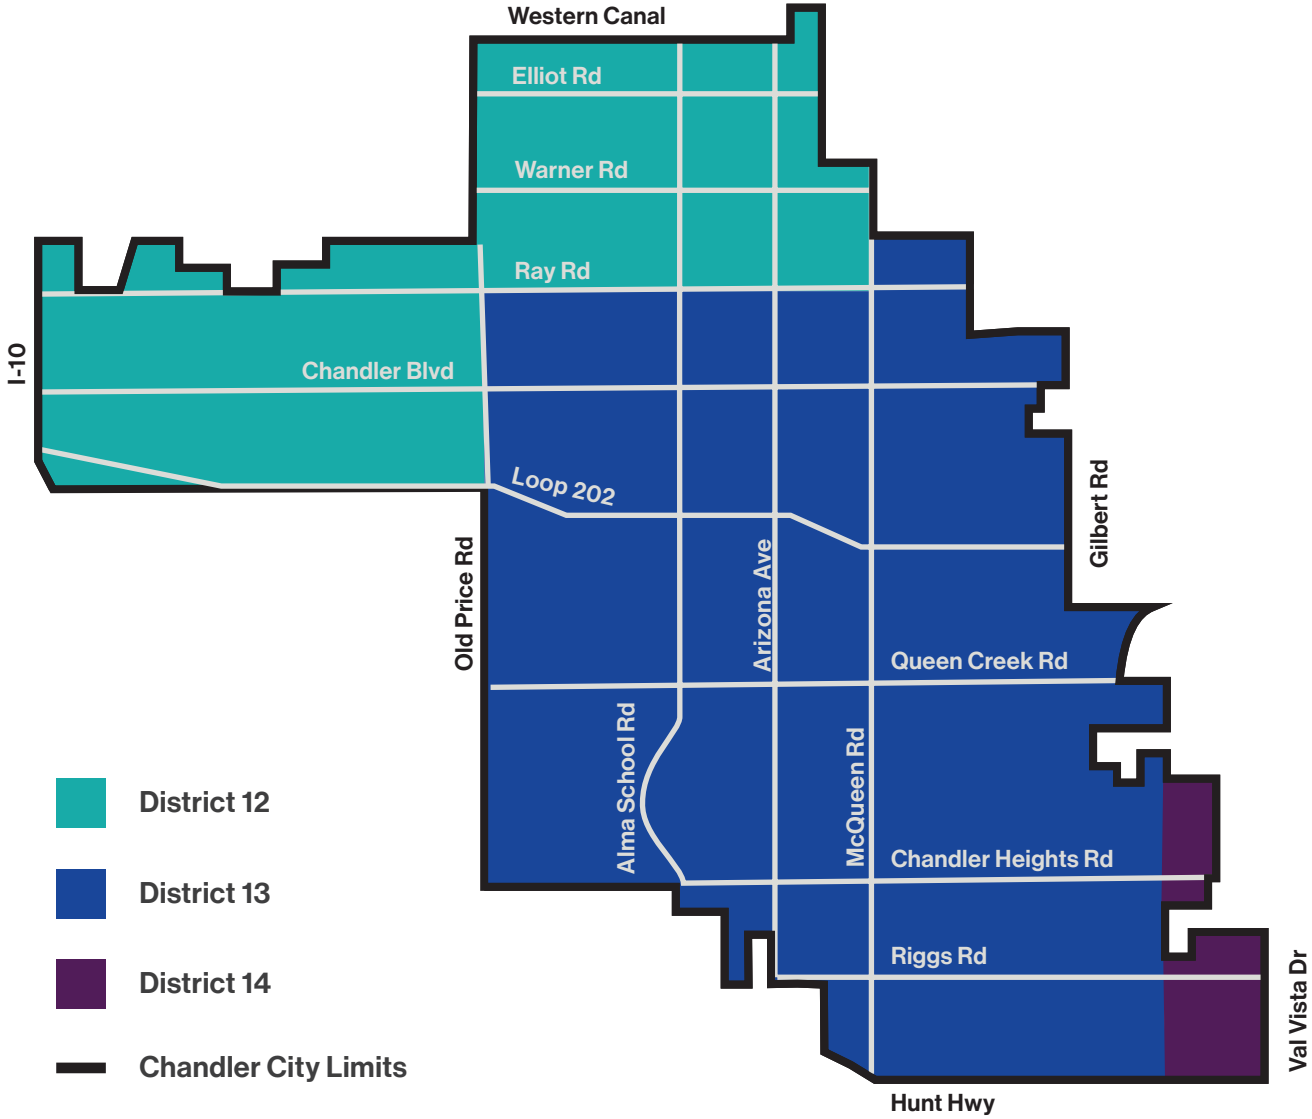 Western Canal
Elliot Rd
Warner Rd
Ray Rd
I-10
Chandler Blvd
Loop 202
Gilbert Rd
Old Price Rd
Arizona Ave
Queen Creek Rd
Alma School Rd
McQueen Rd
District 12
Chandler Heights Rd
District 13
Riggs Rd
District 14
Val Vista Dr
Chandler City Limits
Hunt Hwy